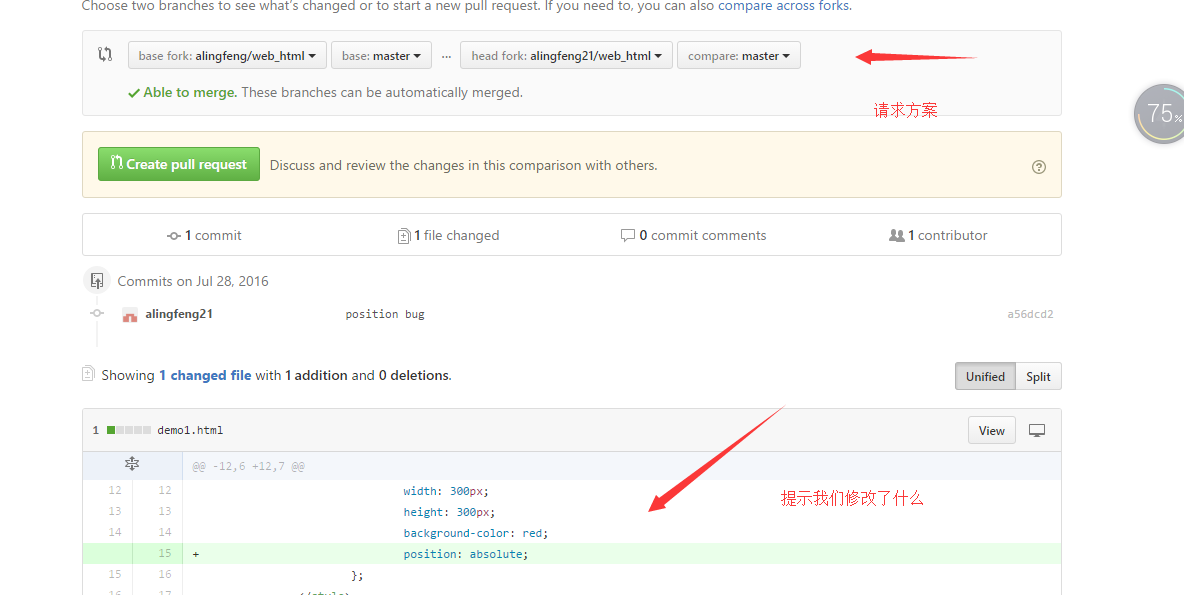 Choose two branches to see what's changed or to start a new pull request. If you need to, you can also compare across forks.
base fork: alingfeng/web_html base: master ... head fork: alingfeng21/web_html compare: master
Able to merge. These branches can be automatically merged.
请求方案
75%
Create pull request Discuss and review the changes in this comparison with others.
1 commit 1 file changed 0 commit comments 1 contributor
Commits on Jul 28, 2016
alingfeng21 position bug a56dcd2
Showing 1 changed file with 1 addition and 0 deletions. Unified Split
1 demo1.html View
@@ -12,6 +12,7 @@
12 12 width: 300px;
提示我们修改了什么
13 13 height: 300px;
14 14 background-color: red;
15 + position: absolute;
15 16 };
16 17 </style>